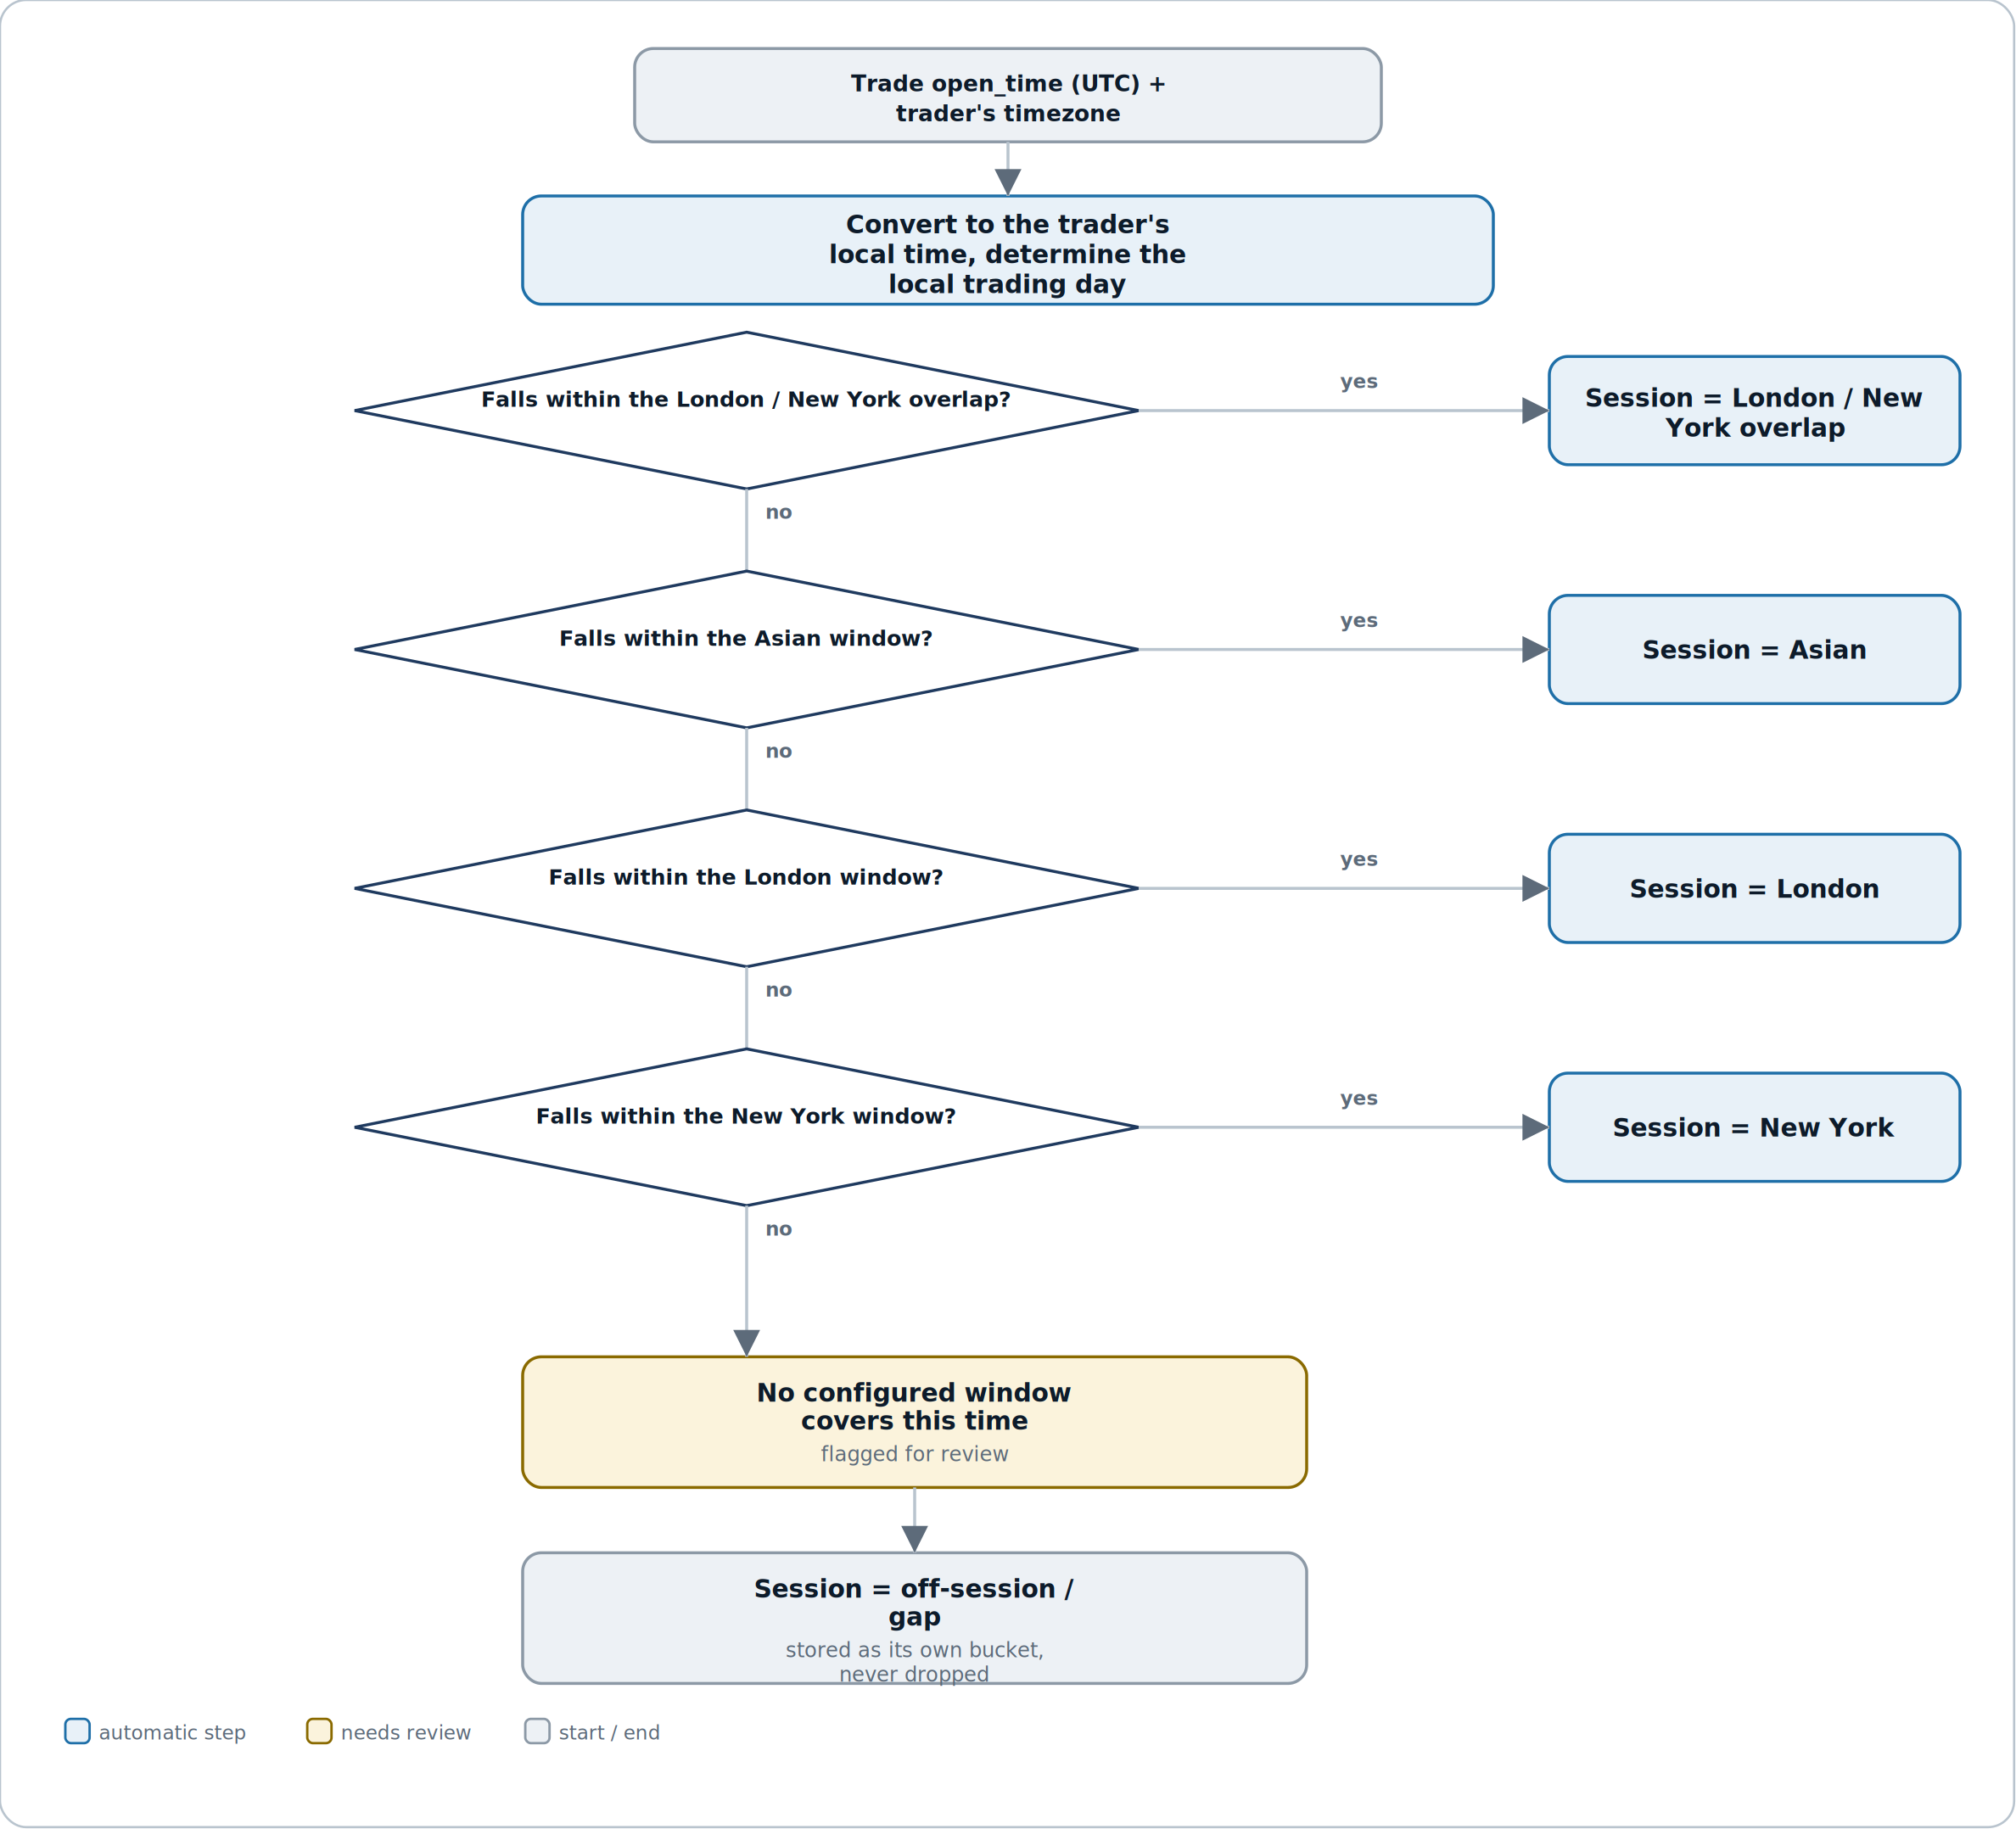 Trade open_time (UTC) +
trader's timezone
Convert to the trader's
local time, determine the
local trading day
Falls within the London / New York overlap?
yes
Session = London / New
York overlap
no
Falls within the Asian window?
yes
Session = Asian
no
Falls within the London window?
yes
Session = London
no
Falls within the New York window?
yes
Session = New York
no
No configured window
covers this time
flagged for review
Session = off-session /
gap
stored as its own bucket,
never dropped
automatic step
needs review
start / end